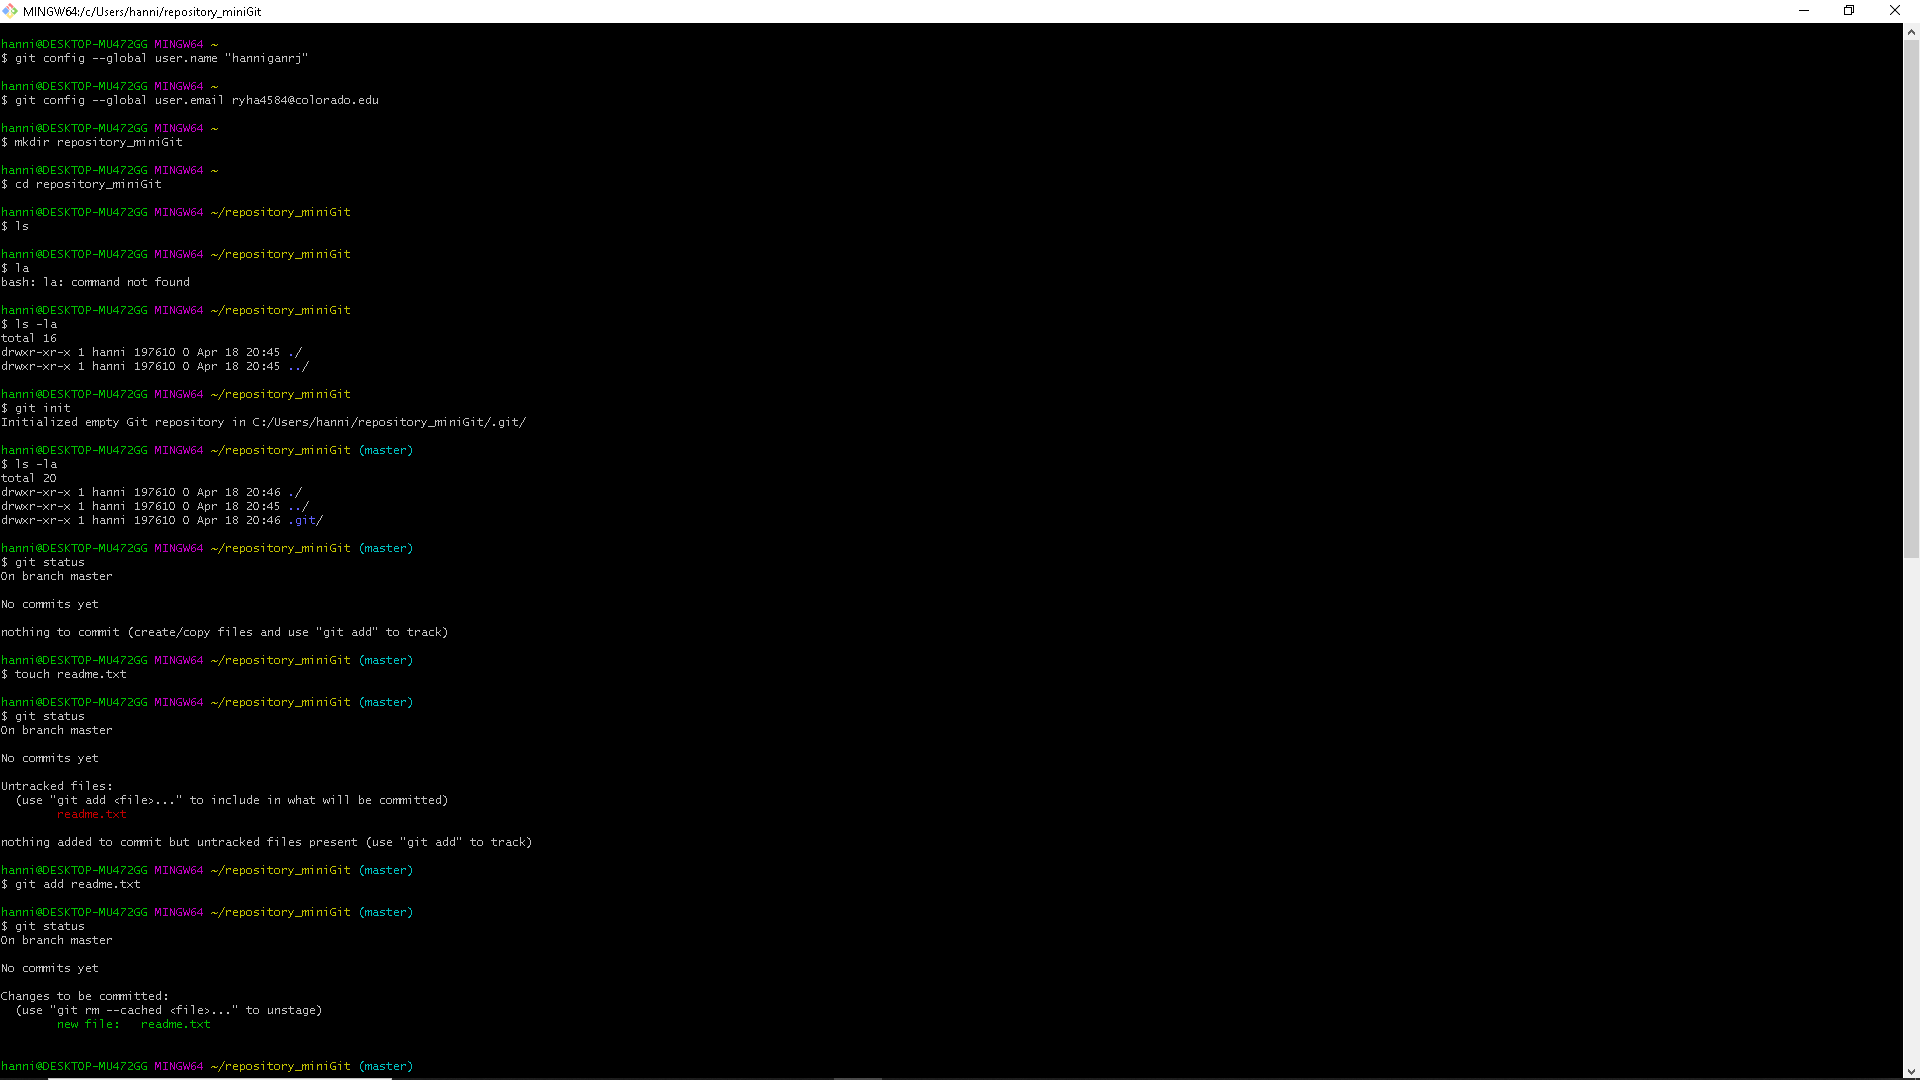 MINGW64:/c/Users/hanni/repository_miniGit
hanni@DESKTOP-MU472GG MINGW64 ~
$ git config --global user.name "hanniganrj"
hanni@DESKTOP-MU472GG MINGW64 ~
$ git config --global user.email ryha4584@colorado.edu
hanni@DESKTOP-MU472GG MINGW64 ~
$ mkdir repository_miniGit
hanni@DESKTOP-MU472GG MINGW64 ~
$ cd repository_miniGit
hanni@DESKTOP-MU472GG MINGW64 ~/repository_miniGit
$ ls
hanni@DESKTOP-MU472GG MINGW64 ~/repository_miniGit
$ la
bash: la: command not found
hanni@DESKTOP-MU472GG MINGW64 ~/repository_miniGit
$ ls -la
total 16
drwxr-xr-x 1 hanni 197610 0 Apr 18 20:45 ./
drwxr-xr-x 1 hanni 197610 0 Apr 18 20:45 ../
hanni@DESKTOP-MU472GG MINGW64 ~/repository_miniGit
$ git init
Initialized empty Git repository in C:/Users/hanni/repository_miniGit/.git/
hanni@DESKTOP-MU472GG MINGW64 ~/repository_miniGit (master)
$ ls -la
total 20
drwxr-xr-x 1 hanni 197610 0 Apr 18 20:46 ./
drwxr-xr-x 1 hanni 197610 0 Apr 18 20:45 ../
drwxr-xr-x 1 hanni 197610 0 Apr 18 20:46 .git/
hanni@DESKTOP-MU472GG MINGW64 ~/repository_miniGit (master)
$ git status
On branch master
No commits yet
nothing to commit (create/copy files and use "git add" to track)
hanni@DESKTOP-MU472GG MINGW64 ~/repository_miniGit (master)
$ touch readme.txt
hanni@DESKTOP-MU472GG MINGW64 ~/repository_miniGit (master)
$ git status
On branch master
No commits yet
Untracked files:
(use "git add <file>..." to include in what will be committed)
readme.txt
nothing added to commit but untracked files present (use "git add" to track)
hanni@DESKTOP-MU472GG MINGW64 ~/repository_miniGit (master)
$ git add readme.txt
hanni@DESKTOP-MU472GG MINGW64 ~/repository_miniGit (master)
$ git status
On branch master
No commits yet
Changes to be committed:
(use "git rm --cached <file>..." to unstage)
new file:   readme.txt
hanni@DESKTOP-MU472GG MINGW64 ~/repository_miniGit (master)